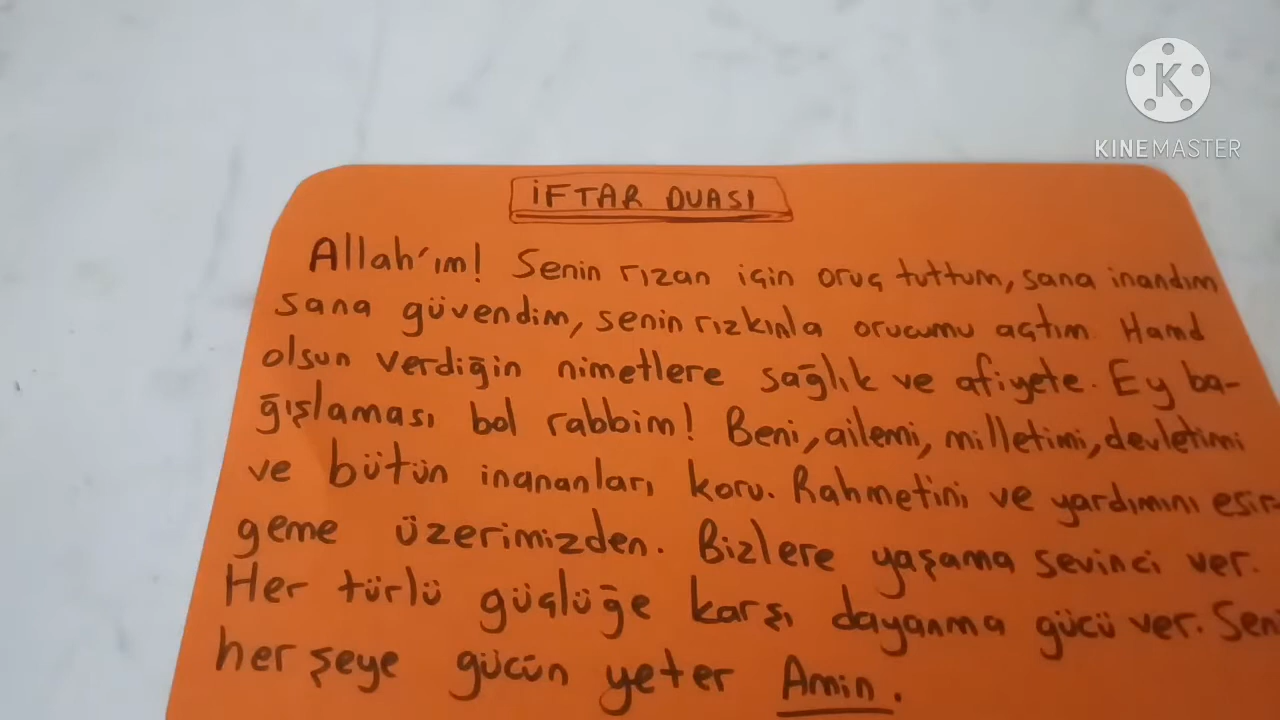 KINEMASTER
İFTAR DUASI
Allah'ım! Senin rızan için oruç tuttum, sana inandım
sana güvendim, senin rızkınla orucumu açtım Hamd
olsun verdiğin nimetlere sağlık ve afiyete. Ey ba-
ğışlaması bol rabbim! Beni, ailemi, milletimi, devletimi
ve bütün inananları koru. Rahmetini ve yardımını esir-
geme üzerimizden. Bizlere yaşama sevinci ver.
Her türlü güçlüğe karşı dayanma gücü ver.
her şeye gücün yeter Amin.